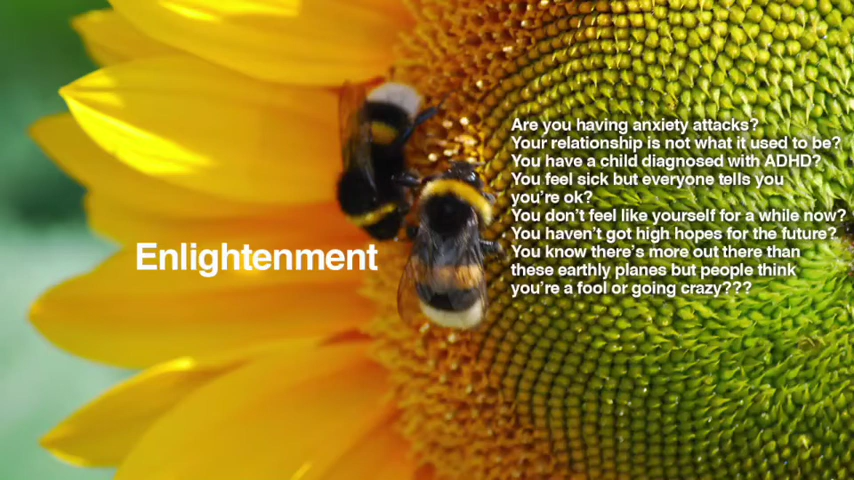 Enlightenment
Are you having anxiety attacks?
Your relationship is not what it used to be?
You have a child diagnosed with ADHD?
You feel sick but everyone tells you
you're ok?
You don't feel like yourself for a while now?
You haven't got high hopes for the future?
You know there's more out there than
these earthly planes but people think
you're a fool or going crazy???